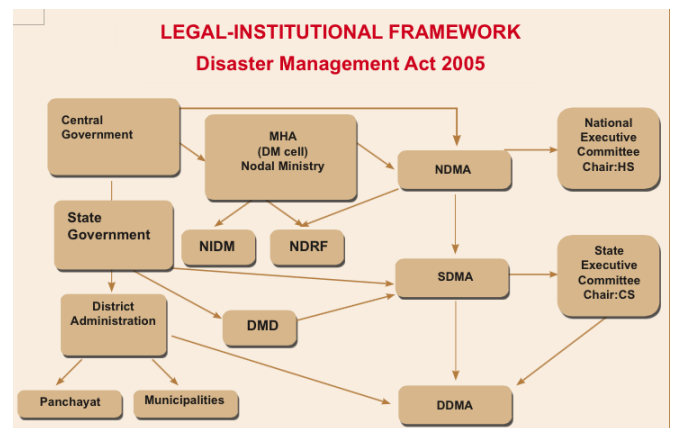 LEGAL-INSTITUTIONAL FRAMEWORK
Disaster Management Act 2005
Central
Government
MHA
(DM cell)
Nodal Ministry
NDMA
National
Executive
Committee
Chair:HS
State
Government
NIDM
NDRF
SDMA
State
Executive
Committee
Chair:CS
District
Administration
DMD
Panchayat
Municipalities
DDMA